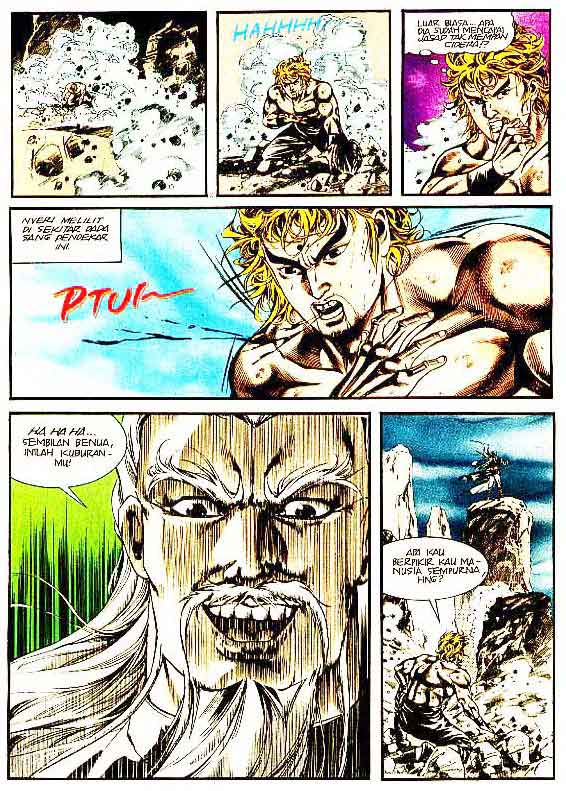 HAHHHH
LUAR BIASA... APA
DIA SUDAH MENCAPAI
JASAD TAK MEMPAN
CIDERA!?
NYERI MELILIT
DI SEKITAR DADA
SANG PENDEKAR
INI.
PTUI~
HA HA HA...
SEMBILAN BENUA,
INILAH KUBURAN-
MU!
APA KAU
BERPIKIR KAU MA-
NUSIA SEMPURNA
HNG?